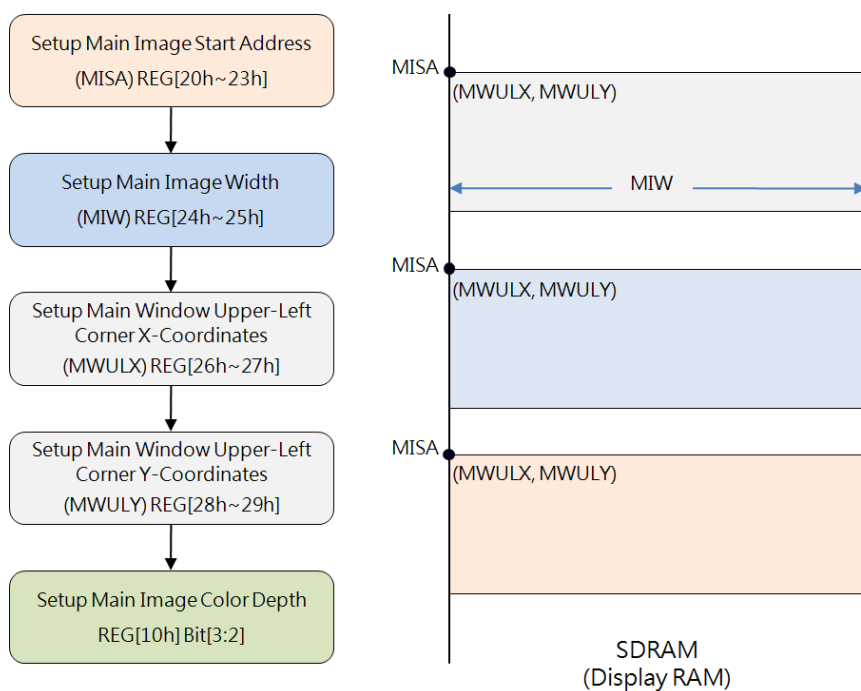 Setup Main Image Start Address
(MISA) REG[20h~23h]
Setup Main Image Width
(MIW) REG[24h~25h]
Setup Main Window Upper-Left
Corner X-Coordinates
(MWULX) REG[26h~27h]
Setup Main Window Upper-Left
Corner Y-Coordinates
(MWULY) REG[28h~29h]
Setup Main Image Color Depth
REG[10h] Bit[3:2]
MISA
(MWULX, MWULY)
MIW
MISA
(MWULX, MWULY)
MISA
(MWULX, MWULY)
SDRAM
(Display RAM)